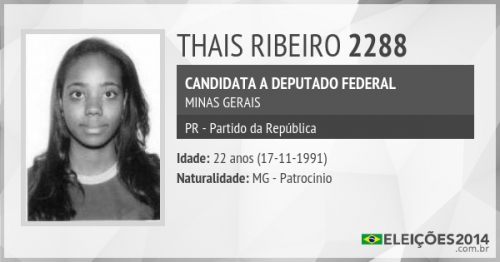 THAIS RIBEIRO 2288
CANDIDATA A DEPUTADO FEDERAL
MINAS GERAIS
PR - Partido da República
Idade: 22 anos (17-11-1991)
Naturalidade: MG - Patrocinio
ELEIÇÕES2014
.com.br